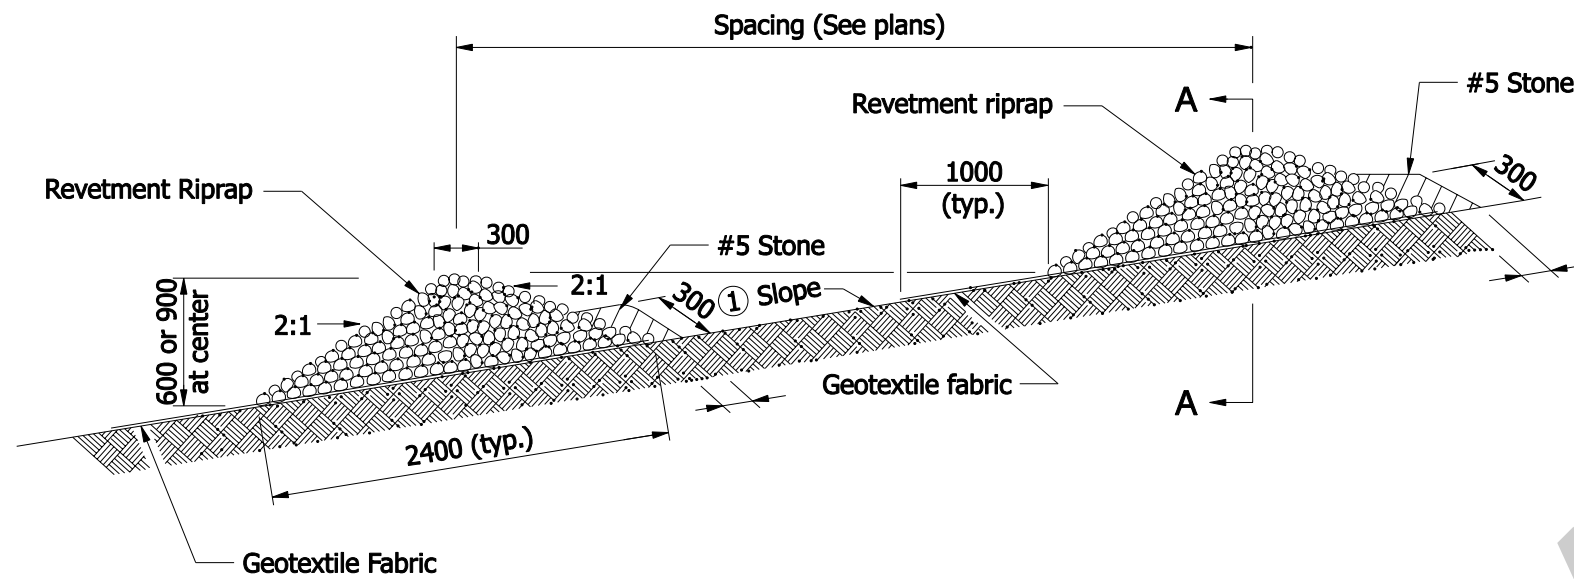 Spacing (See plans)
#5 Stone
Revetment riprap
A
1000
(typ.)
300
Revetment Riprap
300
#5 Stone
2:1
300
1 Slope
600 or 900
at center
2:1
Geotextile fabric
A
2400 (typ.)
Geotextile Fabric